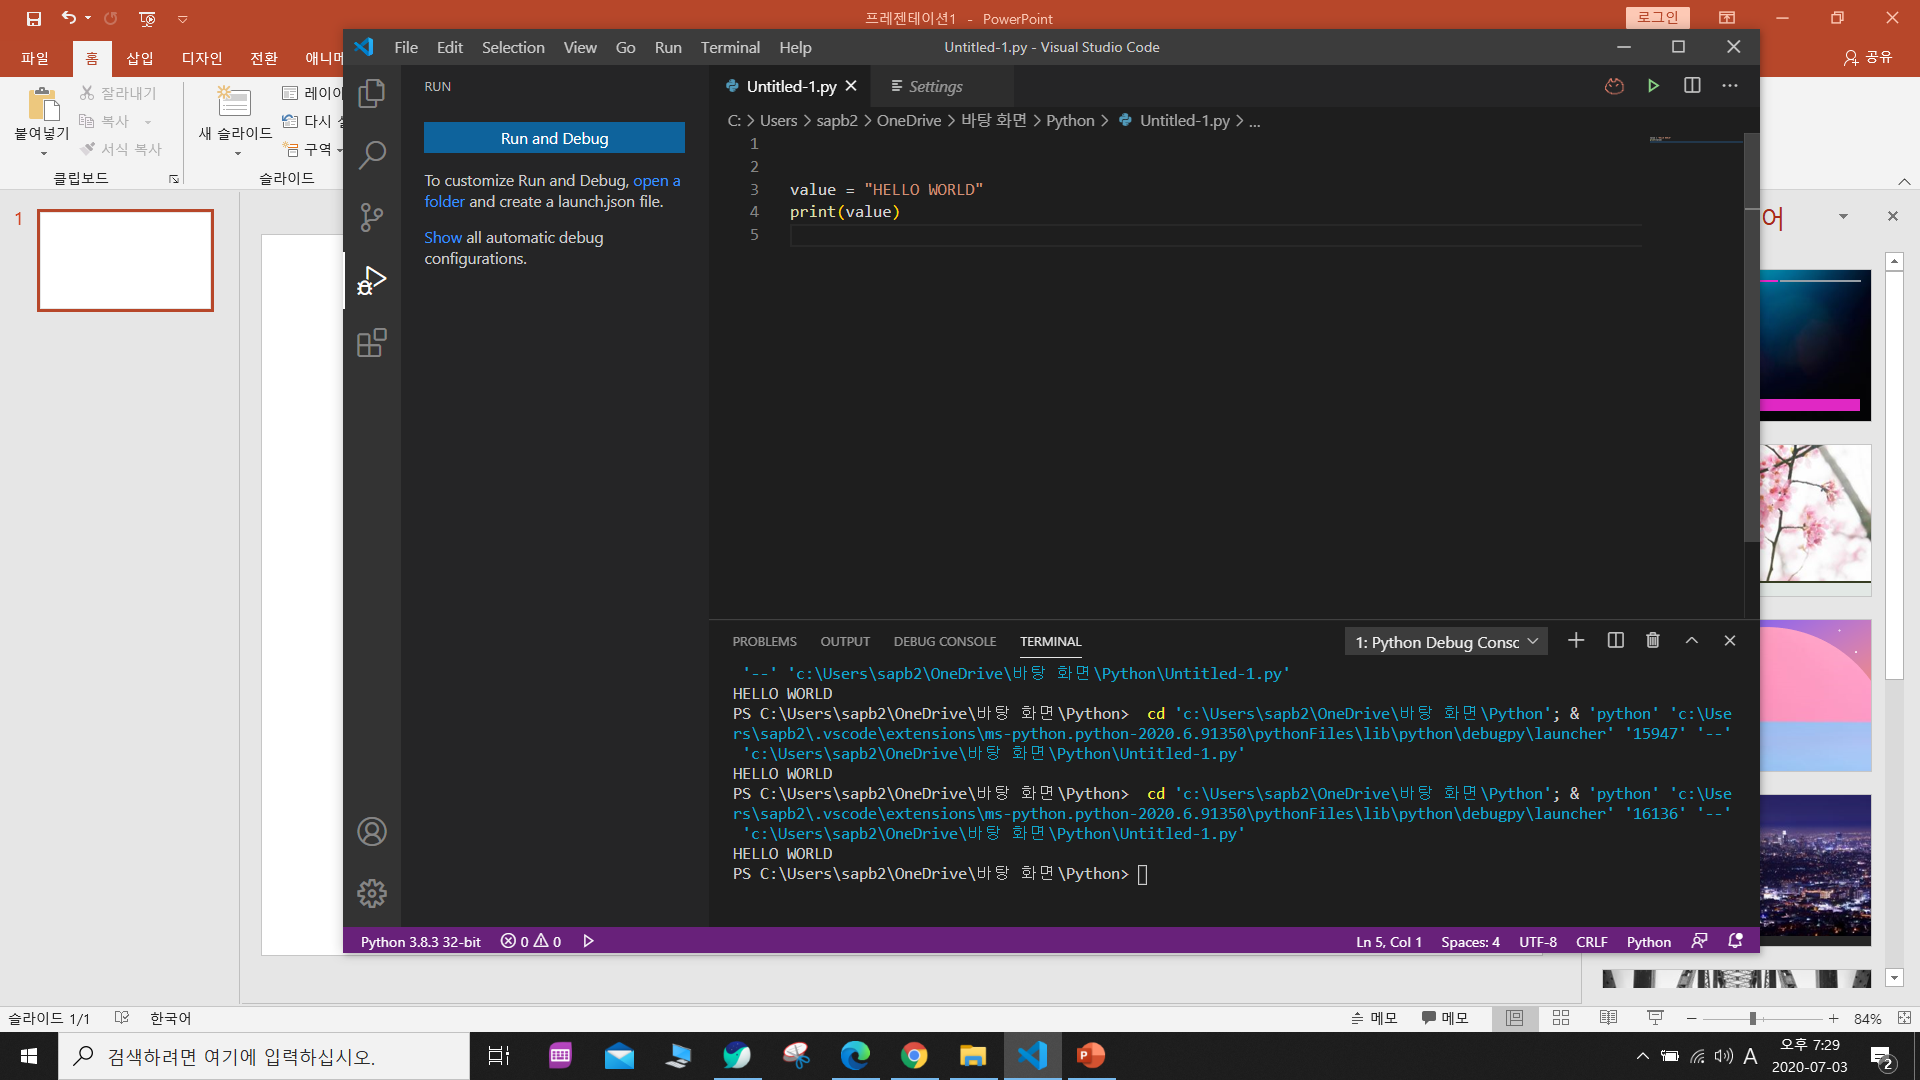 프레젠테이션1 - PowerPoint
로그인
파일 홈 삽입 디자인 전환 애니메
공유
붙여넣기
잘라내기
복사
서식 복사
클립보드
새 슬라이드
레이아
다시 설
구역
슬라이드
1
어
File Edit Selection View Go Run Terminal Help
Untitled-1.py - Visual Studio Code
RUN
Run and Debug
To customize Run and Debug, open a
folder and create a launch.json file.
Show all automatic debug
configurations.
Untitled-1.py
Settings
C: > Users > sapb2 > OneDrive > 바탕 화면 > Python > Untitled-1.py > ...
1
2
3 value = "HELLO WORLD"
4 print(value)
5
PROBLEMS OUTPUT DEBUG CONSOLE TERMINAL
1: Python Debug Consc
'--' 'c:\Users\sapb2\OneDrive\바탕 화면\Python\Untitled-1.py'
HELLO WORLD
PS C:\Users\sapb2\OneDrive\바탕 화면\Python>  cd 'c:\Users\sapb2\OneDrive\바탕 화면\Python'; & 'python' 'c:\Use
rs\sapb2\.vscode\extensions\ms-python.python-2020.6.91350\pythonFiles\lib\python\debugpy\launcher' '15947' '--'
'c:\Users\sapb2\OneDrive\바탕 화면\Python\Untitled-1.py'
HELLO WORLD
PS C:\Users\sapb2\OneDrive\바탕 화면\Python>  cd 'c:\Users\sapb2\OneDrive\바탕 화면\Python'; & 'python' 'c:\Use
rs\sapb2\.vscode\extensions\ms-python.python-2020.6.91350\pythonFiles\lib\python\debugpy\launcher' '16136' '--'
'c:\Users\sapb2\OneDrive\바탕 화면\Python\Untitled-1.py'
HELLO WORLD
PS C:\Users\sapb2\OneDrive\바탕 화면\Python>
Python 3.8.3 32-bit 0 0
Ln 5, Col 1 Spaces: 4 UTF-8 CRLF Python
슬라이드 1/1 한국어
메모 메모 84%
검색하려면 여기에 입력하십시오.
A
오후 7:29
2020-07-03
2